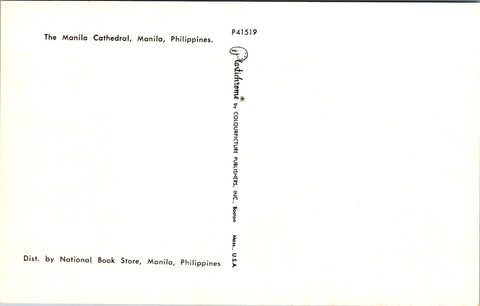 The Manila Cathedral, Manila, Philippines.
P41519
Plastichrome® by COLOURPICTURE PUBLISHERS, INC., Boston Mass., U.S.A.
Dist. by National Book Store, Manila, Philippines